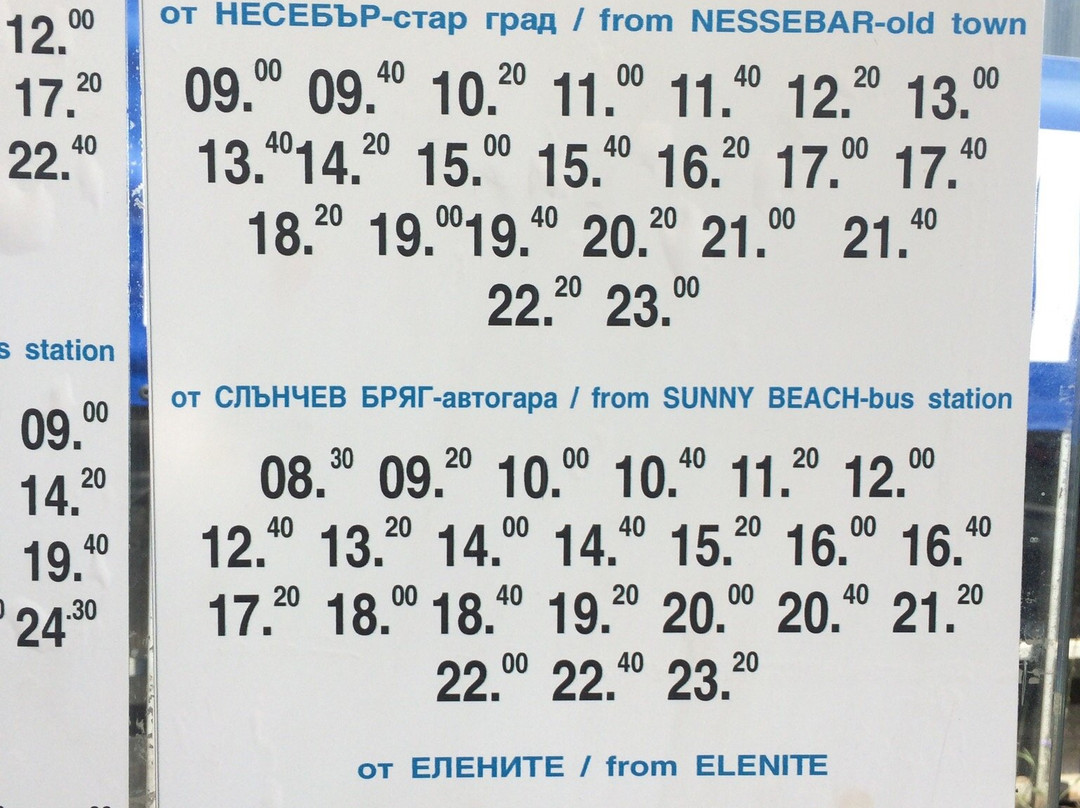 12.00
17.20
22.40
s station
09.00
14.20
19.40
24.30
от НЕСЕБЪР-стар град / from NESSEBAR-old town
09.00 09.40 10.20 11.00 11.40 12.20 13.00
13.40 14.20 15.00 15.40 16.20 17.00 17.40
18.20 19.00 19.40 20.20 21.00 21.40
22.20 23.00
от СЛЪНЧЕВ БРЯГ-автогара / from SUNNY BEACH-bus station
08.30 09.20 10.00 10.40 11.20 12.00
12.40 13.20 14.00 14.40 15.20 16.00 16.40
17.20 18.00 18.40 19.20 20.00 20.40 21.20
22.00 22.40 23.20
от ЕЛЕНИТЕ / from ELENITE